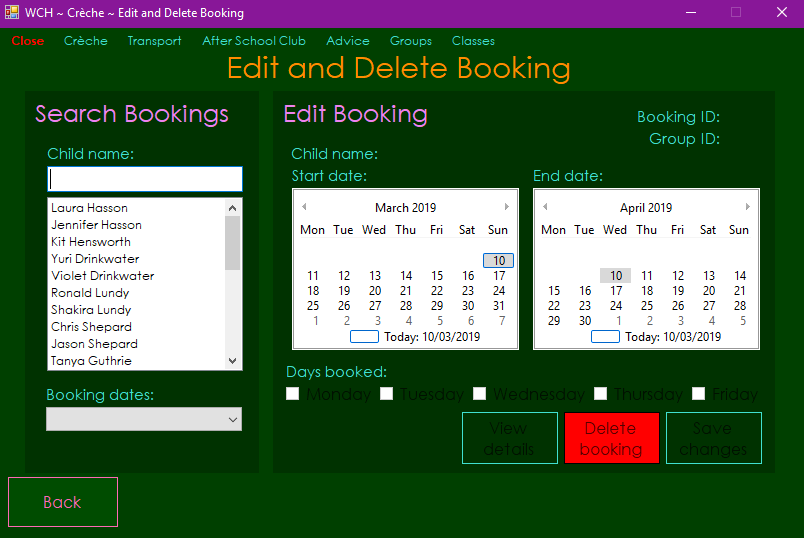 WCH ~ Crèche ~ Edit and Delete Booking
Close Crèche Transport After School Club Advice Groups Classes
Edit and Delete Booking
Search Bookings
Child name:
Laura Hasson
Jennifer Hasson
Kit Hensworth
Yuri Drinkwater
Violet Drinkwater
Ronald Lundy
Shakira Lundy
Chris Shepard
Jason Shepard
Tanya Guthrie
Booking dates:
Edit Booking
Booking ID:
Group ID:
Child name:
Start date:
March 2019
Mon Tue Wed Thu Fri Sat Sun
10
11 12 13 14 15 16 17
18 19 20 21 22 23 24
25 26 27 28 29 30 31
1 2 3 4 5 6 7
Today: 10/03/2019
End date:
April 2019
Mon Tue Wed Thu Fri Sat Sun
10 11 12 13 14
15 16 17 18 19 20 21
22 23 24 25 26 27 28
29 30 1 2 3 4 5
Today: 10/03/2019
Days booked:
Monday Tuesday Wednesday Thursday Friday
View
details
Delete
booking
Save
changes
Back